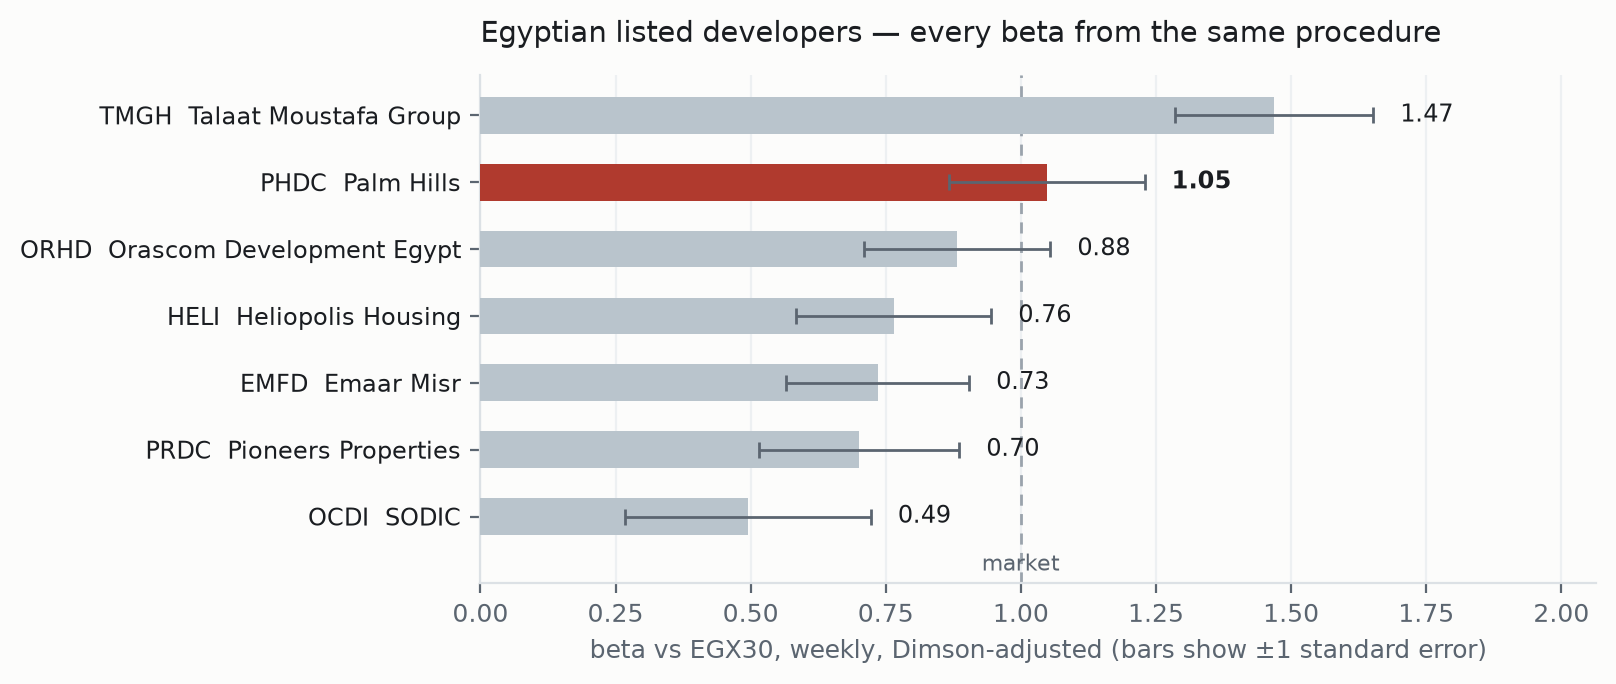 Egyptian listed developers — every beta from the same procedure
TMGH  Talaat Moustafa Group
1.47
PHDC  Palm Hills
1.05
ORHD  Orascom Development Egypt
0.88
HELI  Heliopolis Housing
0.76
EMFD  Emaar Misr
0.73
PRDC  Pioneers Properties
0.70
OCDI  SODIC
0.49
market
0.00 0.25 0.50 0.75 1.00 1.25 1.50 1.75 2.00
beta vs EGX30, weekly, Dimson-adjusted (bars show ±1 standard error)